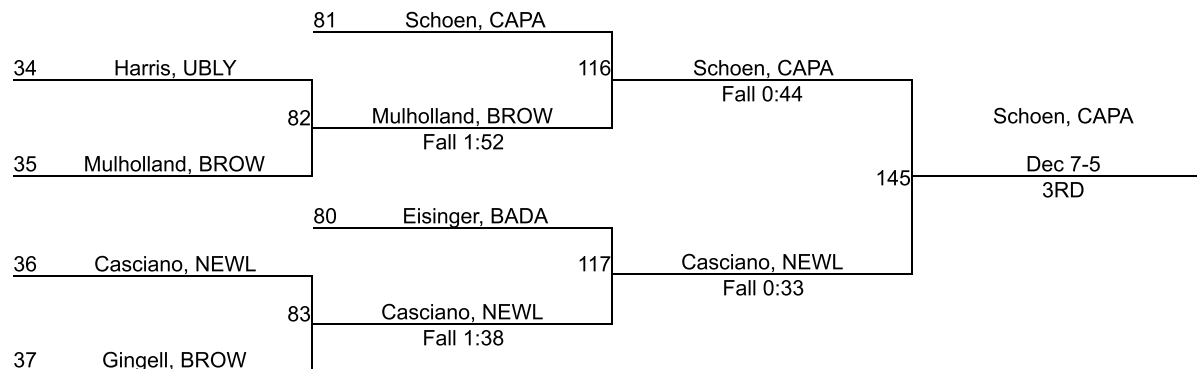 81 Schoen, CAPA
34 Harris, UBLY
116 Schoen, CAPA
Fall 0:44
82 Mulholland, BROW
Fall 1:52
Schoen, CAPA
35 Mulholland, BROW
145 Dec 7-5
3RD
80 Eisinger, BADA
36 Casciano, NEWL
117 Casciano, NEWL
Fall 0:33
83 Casciano, NEWL
Fall 1:38
37 Gingell, BROW